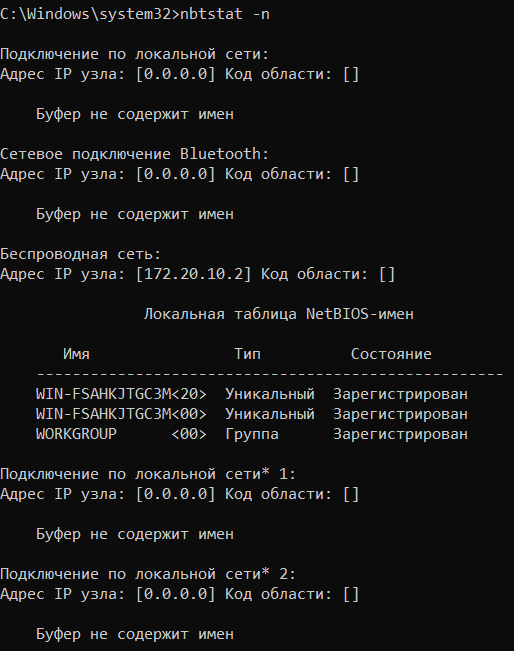 C:\Windows\system32>nbtstat -n
Подключение по локальной сети:
Адрес IP узла: [0.0.0.0] Код области: []
Буфер не содержит имен
Сетевое подключение Bluetooth:
Адрес IP узла: [0.0.0.0] Код области: []
Буфер не содержит имен
Беспроводная сеть:
Адрес IP узла: [172.20.10.2] Код области: []
Локальная таблица NetBIOS-имен
Имя                Тип          Состояние
----------------------------------------------------
WIN-FSAHKJTGC3M<20>  Уникальный  Зарегистрирован
WIN-FSAHKJTGC3M<00>  Уникальный  Зарегистрирован
WORKGROUP      <00>  Группа      Зарегистрирован
Подключение по локальной сети* 1:
Адрес IP узла: [0.0.0.0] Код области: []
Буфер не содержит имен
Подключение по локальной сети* 2:
Адрес IP узла: [0.0.0.0] Код области: []
Буфер не содержит имен